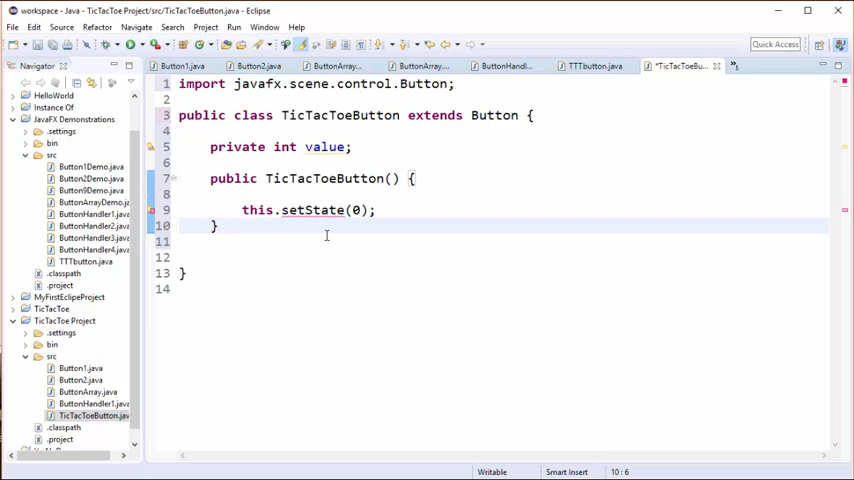 workspace - Java - TicTacToe Project/src/TicTacToeButton.java - Eclipse
File Edit Source Refactor Navigate Search Project Run Window Help
Quick Access
Navigator
Button1.java Button2.java ButtonArray... ButtonArray... ButtonHandl... TTTbutton.java *TicTacToeBu...
HelloWorld
Instance Of
JavaFX Demonstrations
.settings
bin
src
Button1Demo.java
Button2Demo.java
Button9Demo.java
ButtonArrayDemo.java
ButtonHandler1.java
ButtonHandler2.java
ButtonHandler3.java
ButtonHandler4.java
TTTbutton.java
.classpath
.project
MyFirstEclipeProject
TicTacToe
TicTacToe Project
.settings
bin
src
Button1.java
Button2.java
ButtonArray.java
ButtonHandler1.java
TicTacToeButton.jav
.classpath
.project
1 import javafx.scene.control.Button;
2
3 public class TicTacToeButton extends Button {
4
5 private int value;
6
7 public TicTacToeButton() {
8
9 this.setState(0);
10 }
11
12
13 }
14
Writable Smart Insert 10 : 6